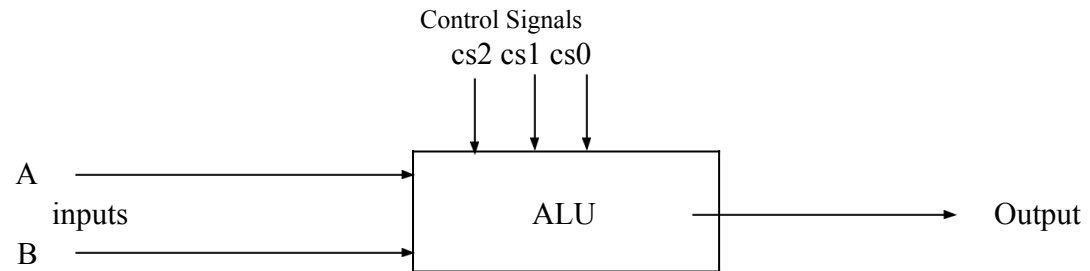 Control Signals
cs2 cs1 cs0
A
inputs
ALU
Output
B